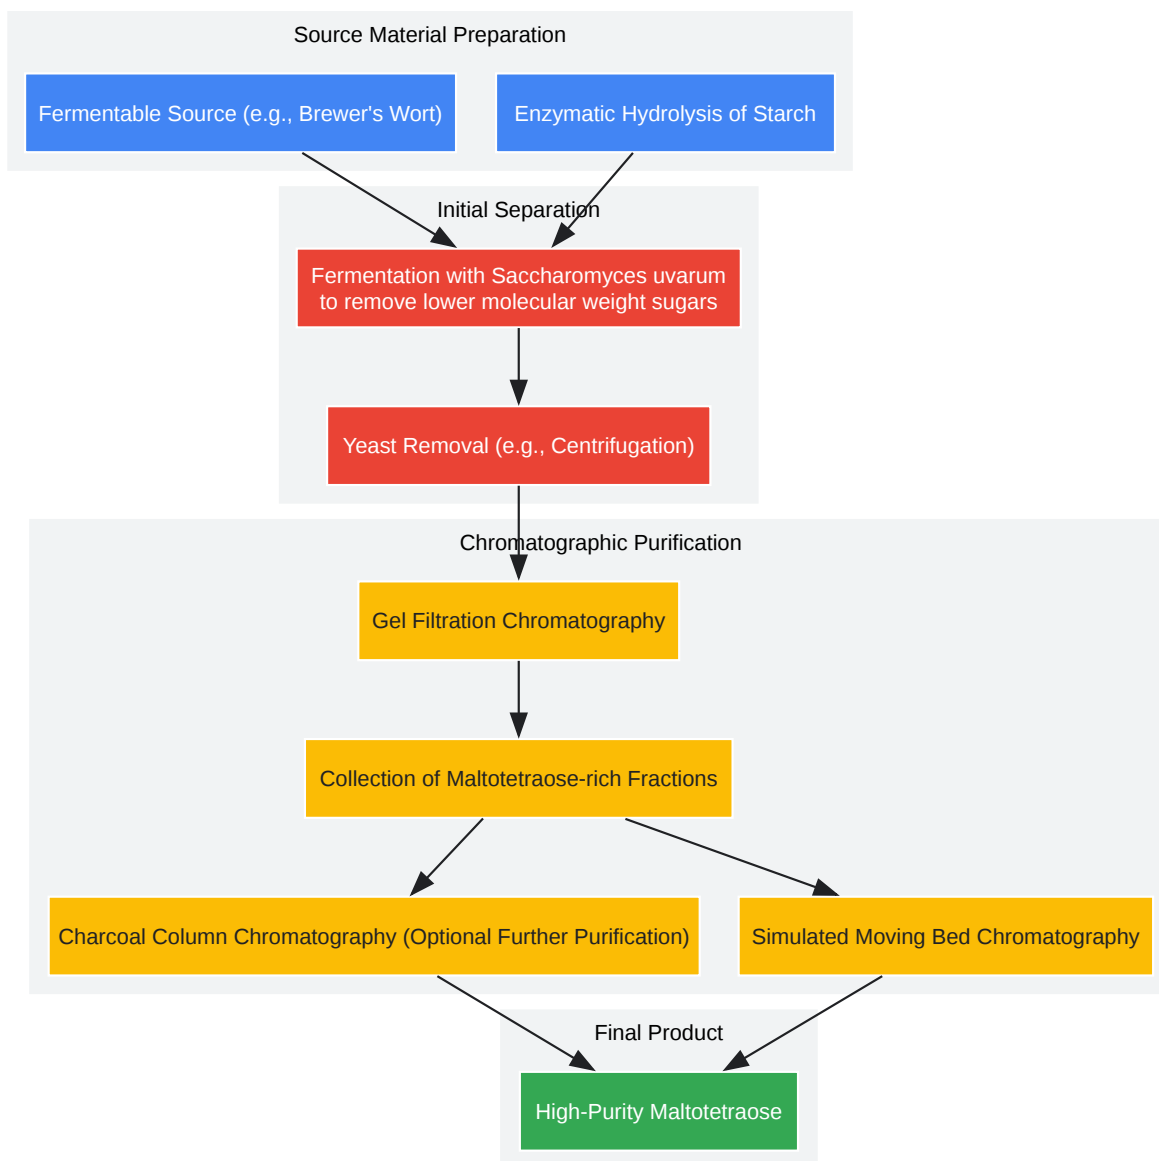 Source Material Preparation
Fermentable Source (e.g., Brewer's Wort)
Enzymatic Hydrolysis of Starch
Initial Separation
Fermentation with Saccharomyces uvarum
to remove lower molecular weight sugars
Yeast Removal (e.g., Centrifugation)
Chromatographic Purification
Gel Filtration Chromatography
Collection of Maltotetraose-rich Fractions
Charcoal Column Chromatography (Optional Further Purification)
Simulated Moving Bed Chromatography
Final Product
High-Purity Maltotetraose